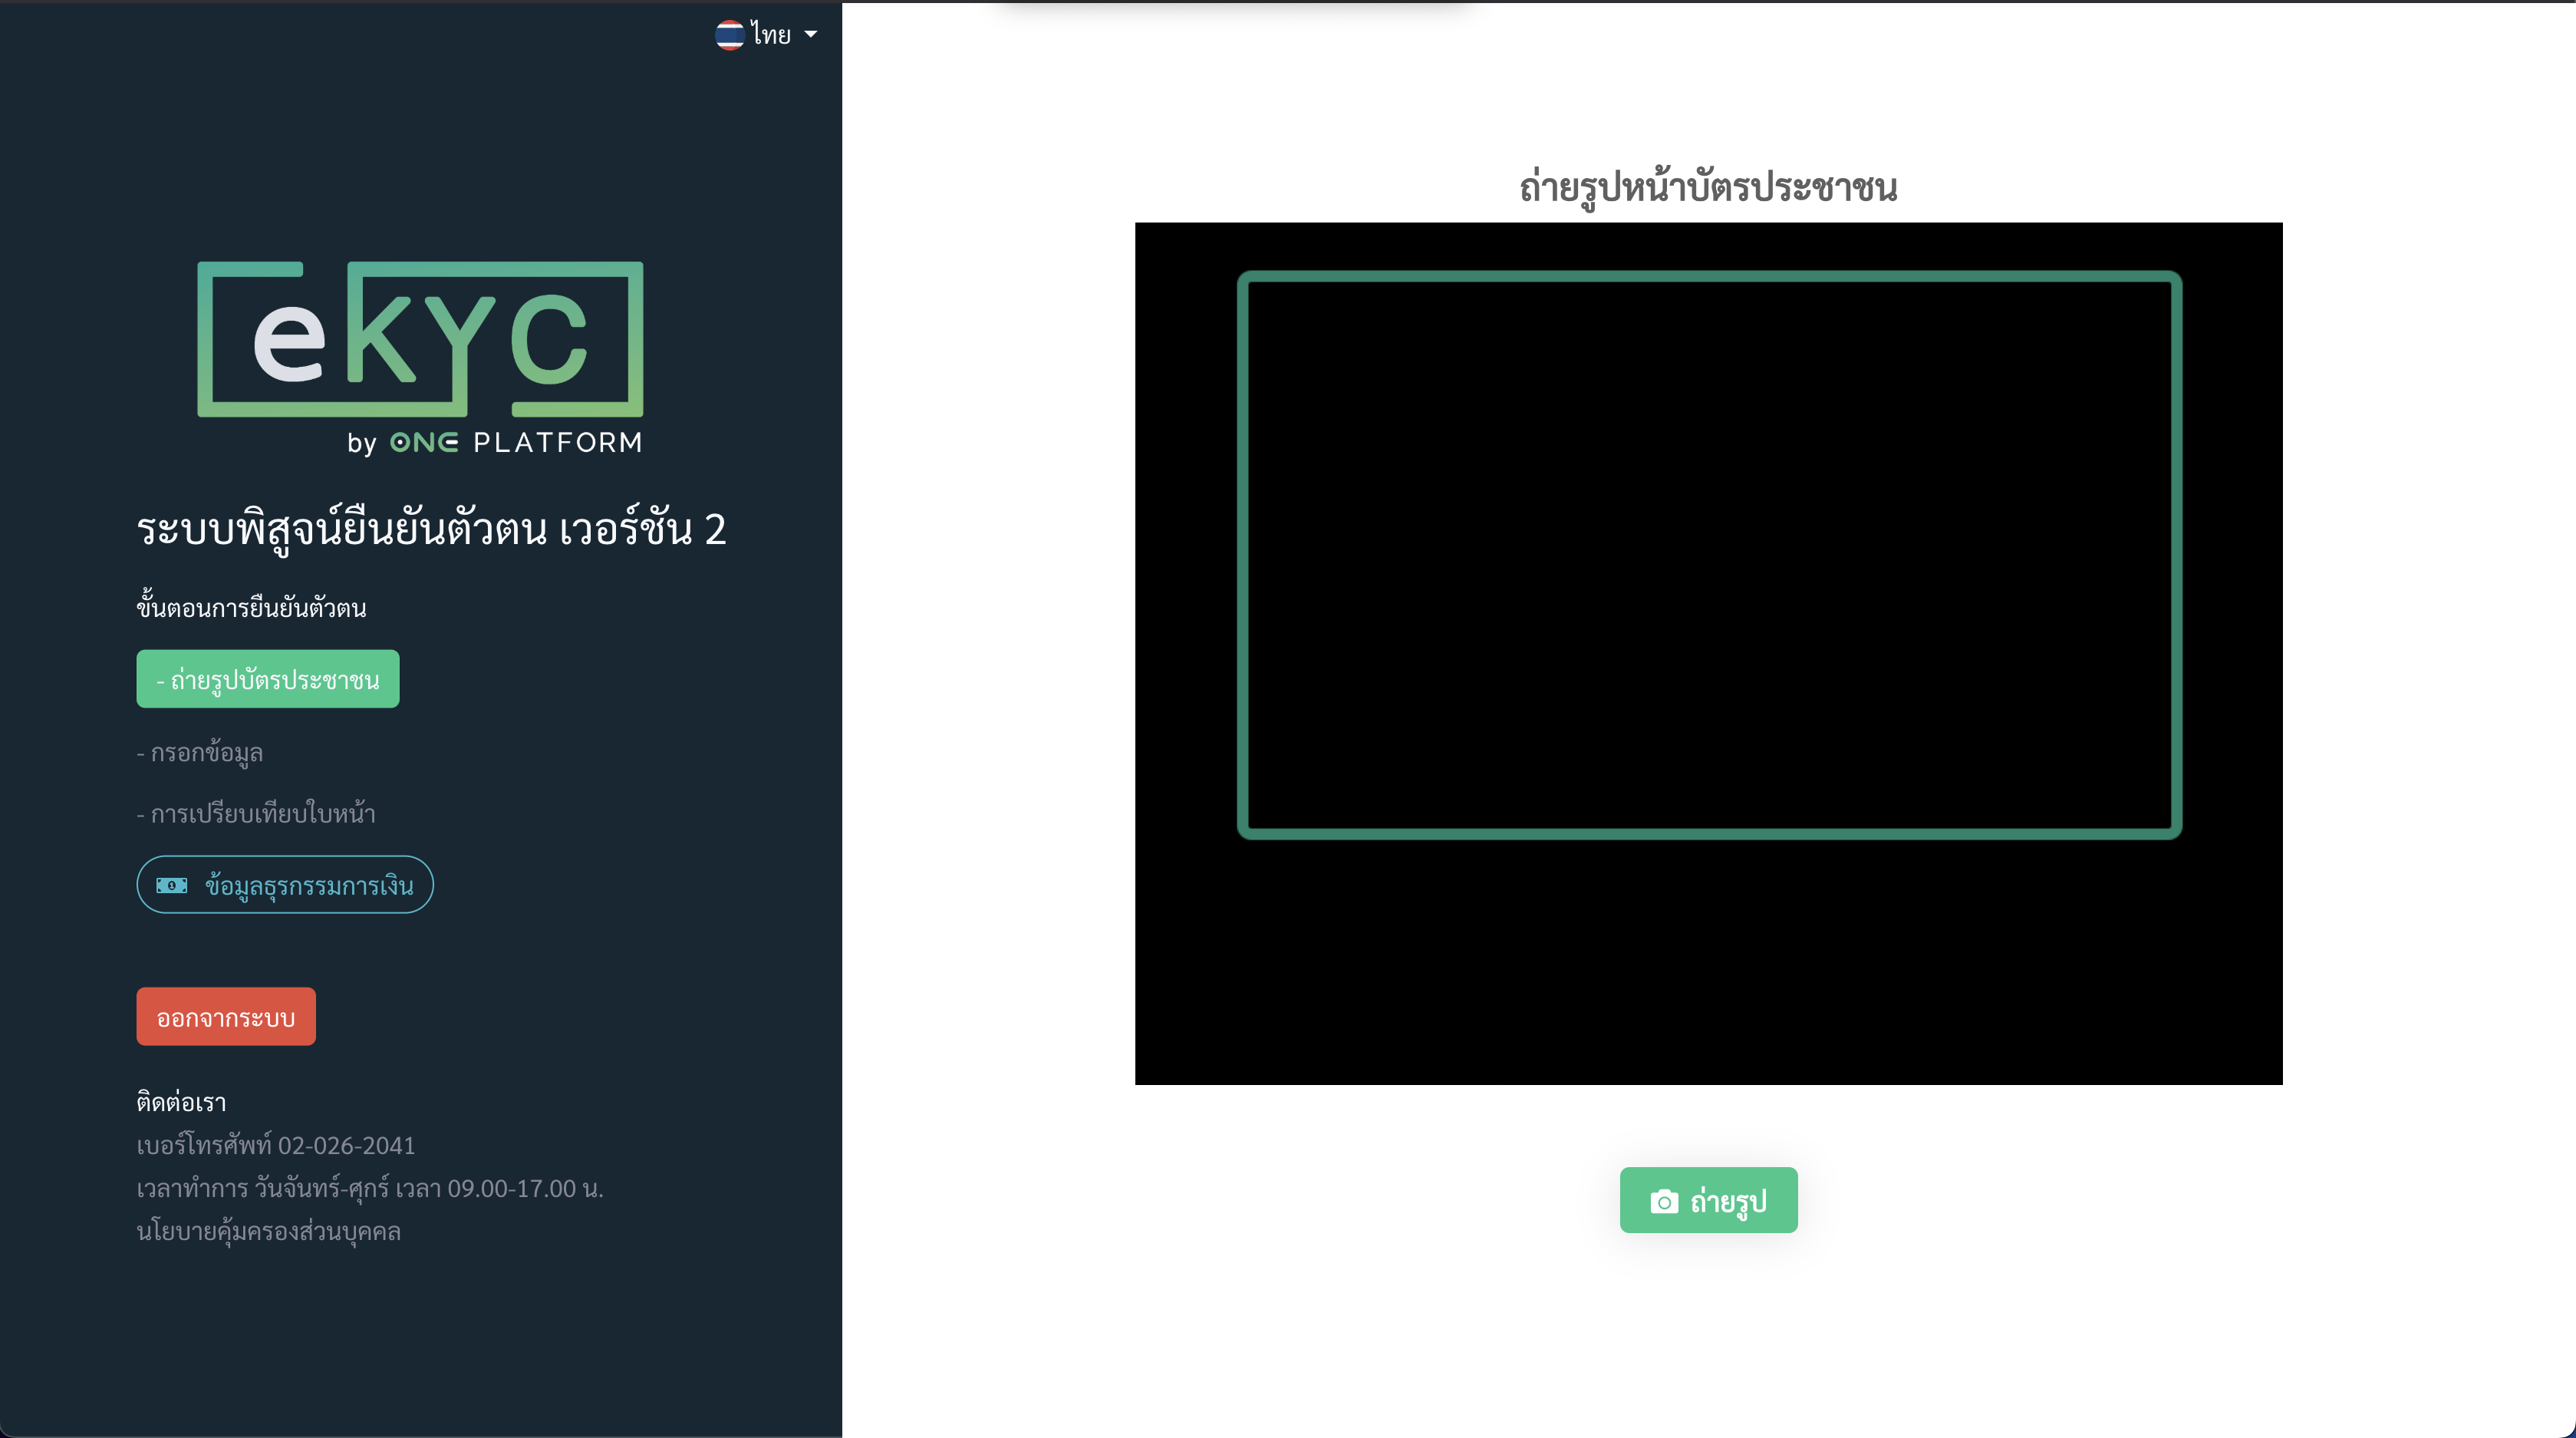 ไทย
eKYC
by ONE PLATFORM
ระบบพิสูจน์ยืนยันตัวตน เวอร์ชัน 2
ขั้นตอนการยืนยันตัวตน
- ถ่ายรูปบัตรประชาชน
- กรอกข้อมูล
- การเปรียบเทียบใบหน้า
ข้อมูลธุรกรรมการเงิน
ออกจากระบบ
ติดต่อเรา
เบอร์โทรศัพท์ 02-026-2041
เวลาทำการ วันจันทร์-ศุกร์ เวลา 09.00-17.00 น.
นโยบายคุ้มครองส่วนบุคคล
ถ่ายรูปหน้าบัตรประชาชน
ถ่ายรูป